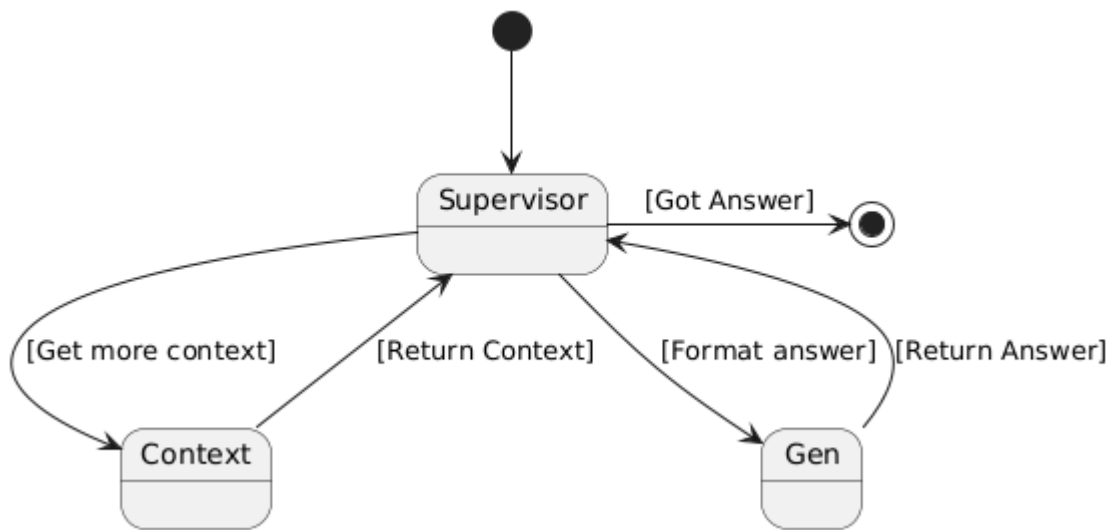 Supervisor
[Got Answer]
[Get more context]
[Return Context]
[Format answer]
[Return Answer]
Context
Gen